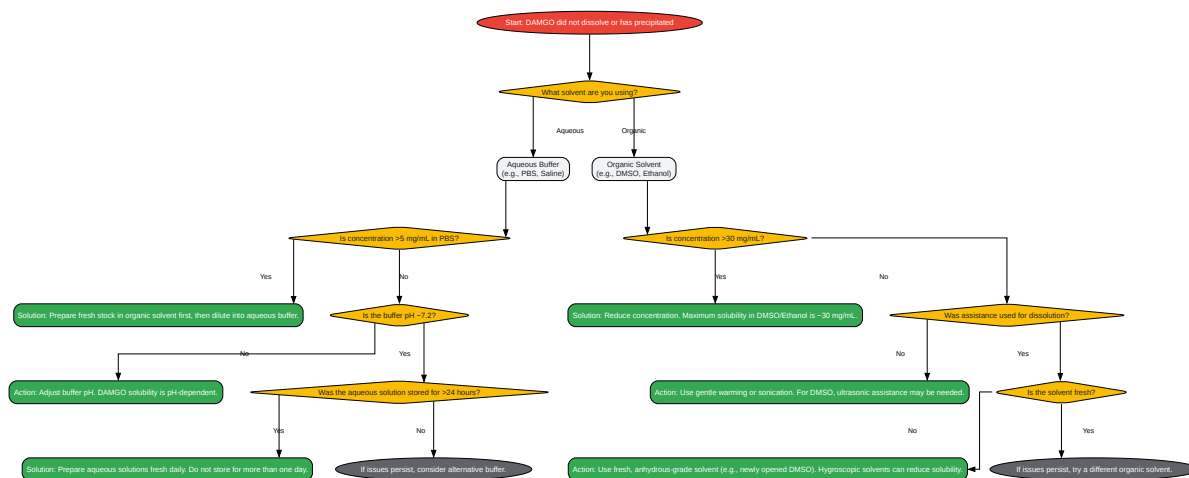 Start: DAMGO did not dissolve or has precipitated
What solvent are you using?
Aqueous
Organic
Aqueous Buffer
(e.g., PBS, Saline)
Organic Solvent
(e.g., DMSO, Ethanol)
Is concentration >5 mg/mL in PBS?
Is concentration >30 mg/mL?
Yes
No
Yes
No
Solution: Prepare fresh stock in organic solvent first, then dilute into aqueous buffer.
Is the buffer pH ~7.2?
Solution: Reduce concentration. Maximum solubility in DMSO/Ethanol is ~30 mg/mL.
Was assistance used for dissolution?
No
Yes
No
Yes
Action: Adjust buffer pH. DAMGO solubility is pH-dependent.
Was the aqueous solution stored for >24 hours?
Action: Use gentle warming or sonication. For DMSO, ultrasonic assistance may be needed.
Is the solvent fresh?
Yes
No
No
Yes
Solution: Prepare aqueous solutions fresh daily. Do not store for more than one day.
If issues persist, consider alternative buffer.
Action: Use fresh, anhydrous-grade solvent (e.g., newly opened DMSO). Hygroscopic solvents can reduce solubility.
If issues persist, try a different organic solvent.